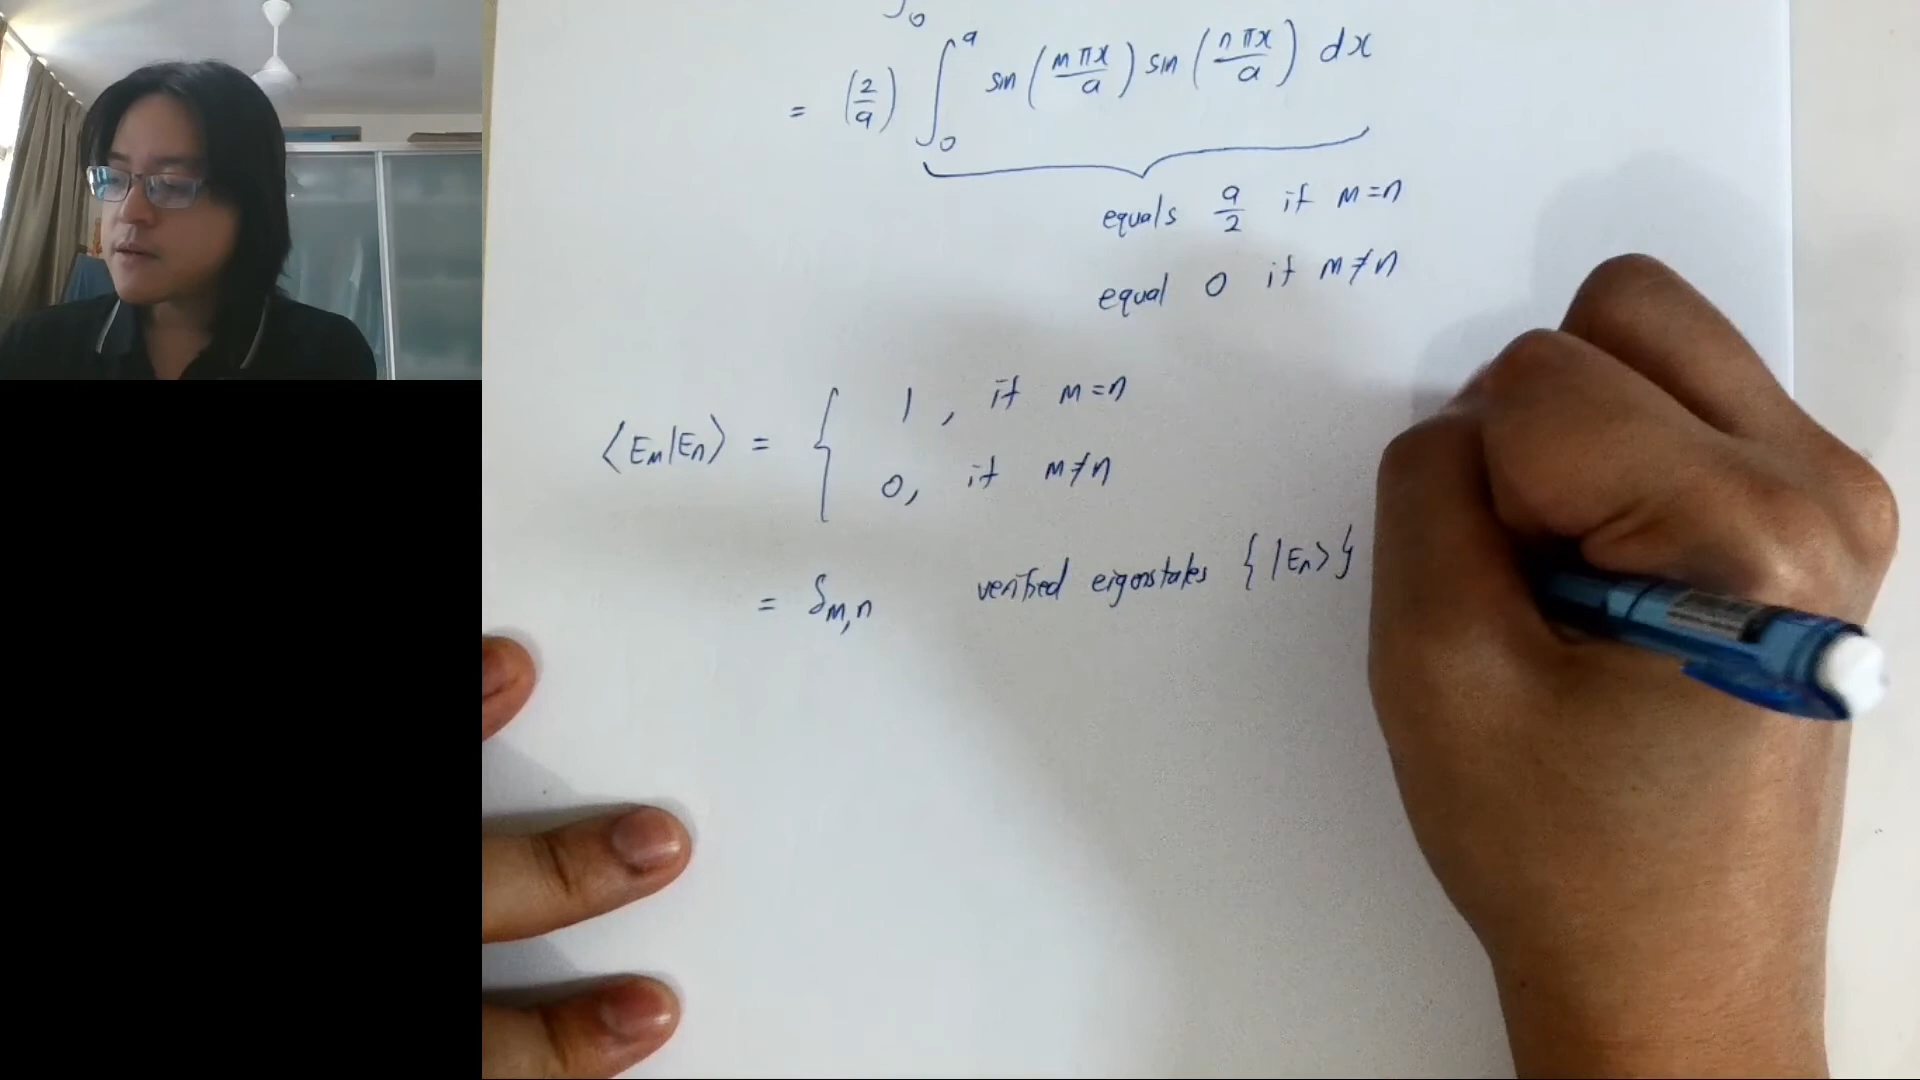 ∫₀
= (2/a) ∫₀ᵃ sin (mπx/a) sin (nπx/a) dx
equals a/2 if m=n
equal 0 if m≠n
⟨Em|En⟩ = { 1, if m=n
0, if m≠n
= δm,n verified eigenstates {|En⟩}